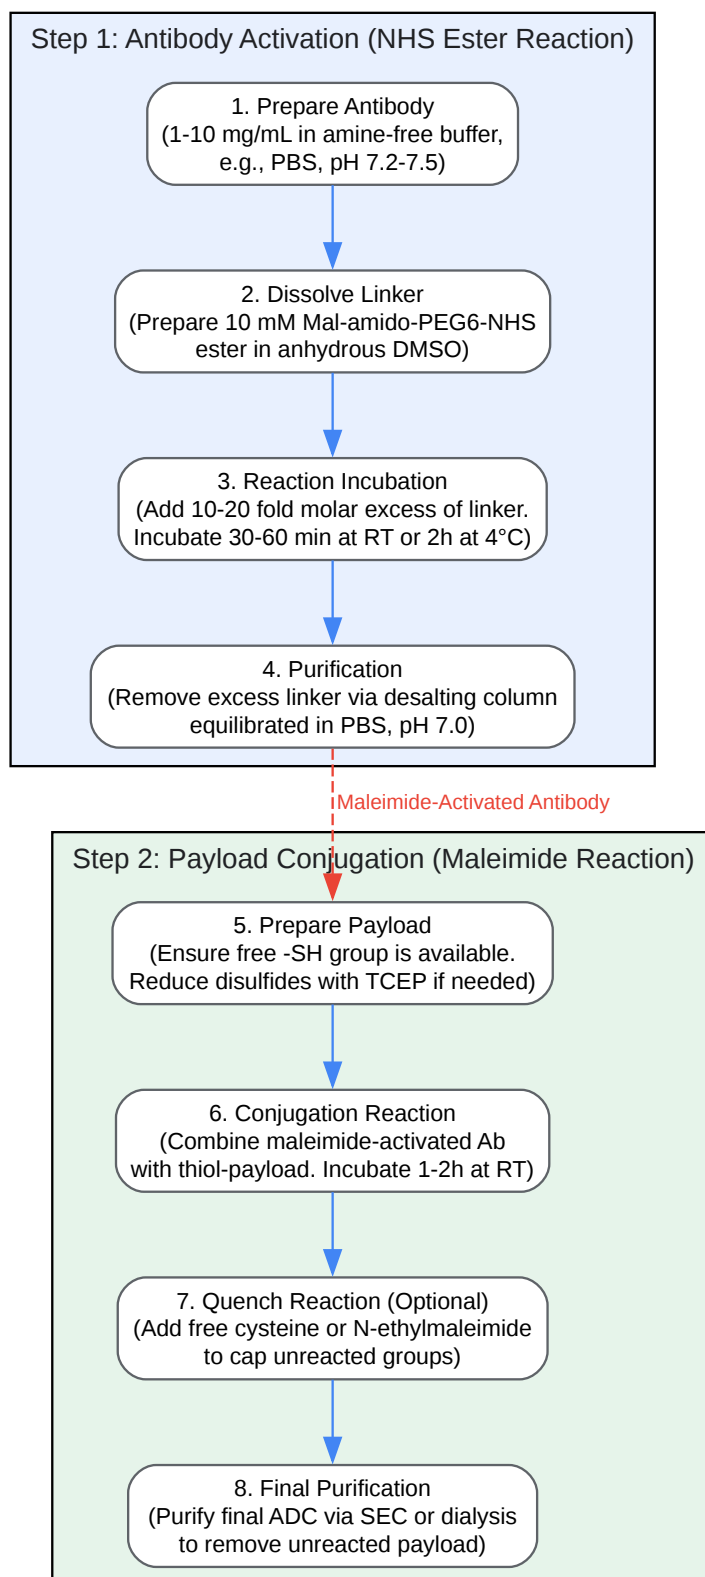 Step 1: Antibody Activation (NHS Ester Reaction)
1. Prepare Antibody
(1-10 mg/mL in amine-free buffer,
e.g., PBS, pH 7.2-7.5)
2. Dissolve Linker
(Prepare 10 mM Mal-amido-PEG6-NHS
ester in anhydrous DMSO)
3. Reaction Incubation
(Add 10-20 fold molar excess of linker.
Incubate 30-60 min at RT or 2h at 4°C)
4. Purification
(Remove excess linker via desalting column
equilibrated in PBS, pH 7.0)
Maleimide-Activated Antibody
Step 2: Payload Conjugation (Maleimide Reaction)
5. Prepare Payload
(Ensure free -SH group is available.
Reduce disulfides with TCEP if needed)
6. Conjugation Reaction
(Combine maleimide-activated Ab
with thiol-payload. Incubate 1-2h at RT)
7. Quench Reaction (Optional)
(Add free cysteine or N-ethylmaleimide
to cap unreacted groups)
8. Final Purification
(Purify final ADC via SEC or dialysis
to remove unreacted payload)